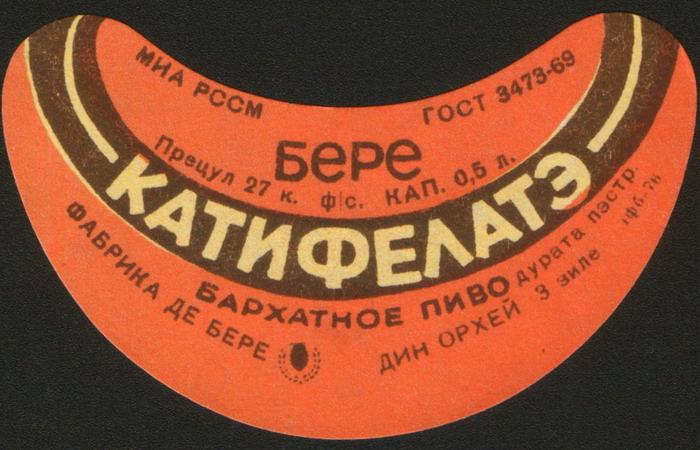 МИА РССМ
ГОСТ 3473-69
Бере
Прецул 27 к. ф|с. КАП. 0,5 л.
КАТИФЕЛАТЭ
БАРХАТНОЕ ПИВО
дурата пэстр.
3 зиле
ФАБРИКА ДЕ БЕРЕ
ДИН ОРХЕЙ